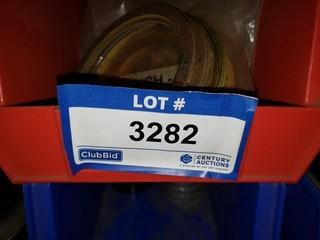 LOT #
3282
ClubBid
CENTURY
AUCTIONS